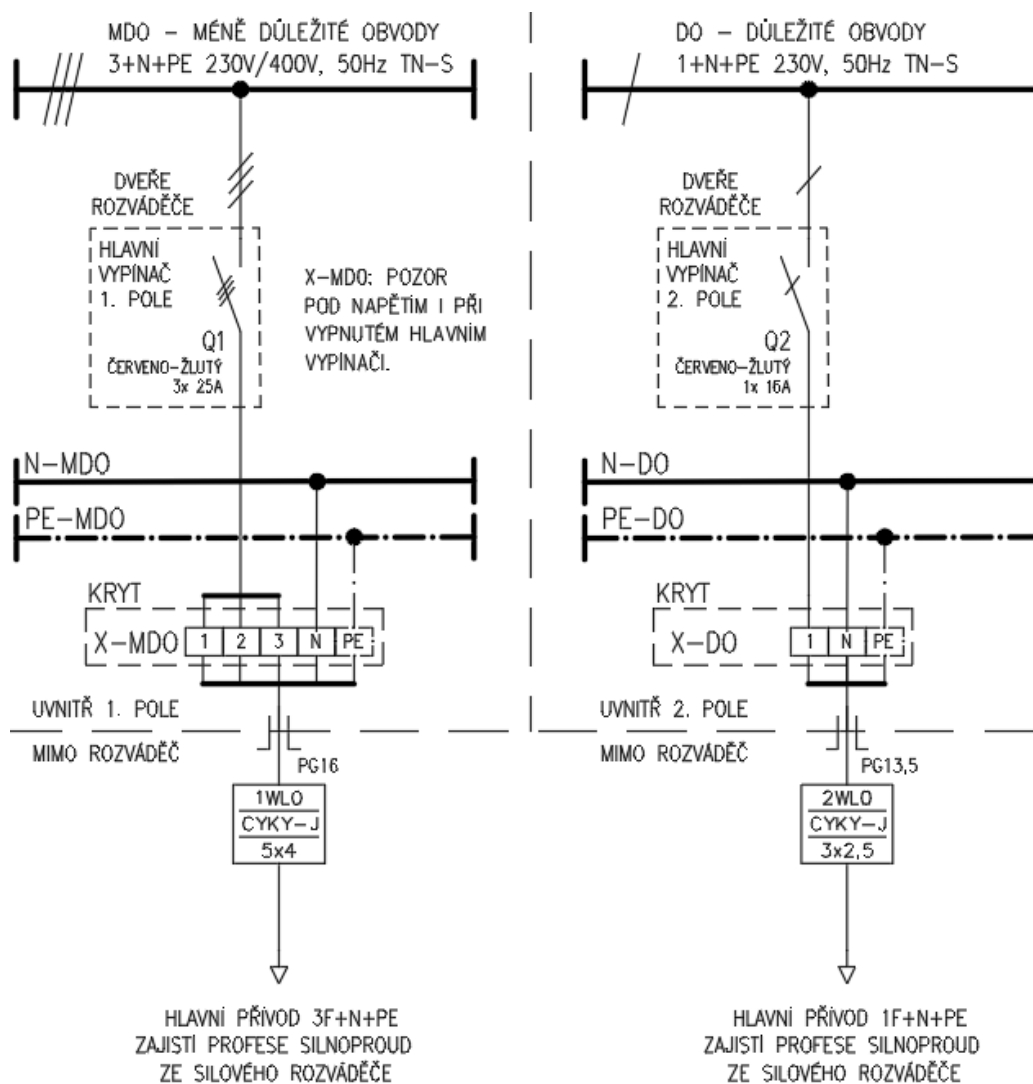 MDO – MÉNĚ DŮLEŽITÉ OBVODY
3+N+PE 230V/400V, 50Hz TN–S
DVEŘE
ROZVÁDĚČE
HLAVNÍ
VYPÍNAČ
1. POLE
Q1
ČERVENO–ŽLUTÝ
3x 25A
X–MDO: POZOR
POD NAPĚTÍM I PŘI
VYPNUTÉM HLAVNÍM
VYPÍNAČI.
N–MDO
PE–MDO
KRYT
X–MDO 1 2 3 N PE
UVNITŘ 1. POLE
MIMO ROZVÁDĚČ
PG16
1WLO
CYKY–J
5x4
HLAVNÍ PŘÍVOD 3F+N+PE
ZAJISTÍ PROFESE SILNOPROUD
ZE SILOVÉHO ROZVÁDĚČE
DO – DŮLEŽITÉ OBVODY
1+N+PE 230V, 50Hz TN–S
DVEŘE
ROZVÁDĚČE
HLAVNÍ
VYPÍNAČ
2. POLE
Q2
ČERVENO–ŽLUTÝ
1x 16A
N–DO
PE–DO
KRYT
X–DO 1 N PE
UVNITŘ 2. POLE
MIMO ROZVÁDĚČ
PG13,5
2WLO
CYKY–J
3x2,5
HLAVNÍ PŘÍVOD 1F+N+PE
ZAJISTÍ PROFESE SILNOPROUD
ZE SILOVÉHO ROZVÁDĚČE